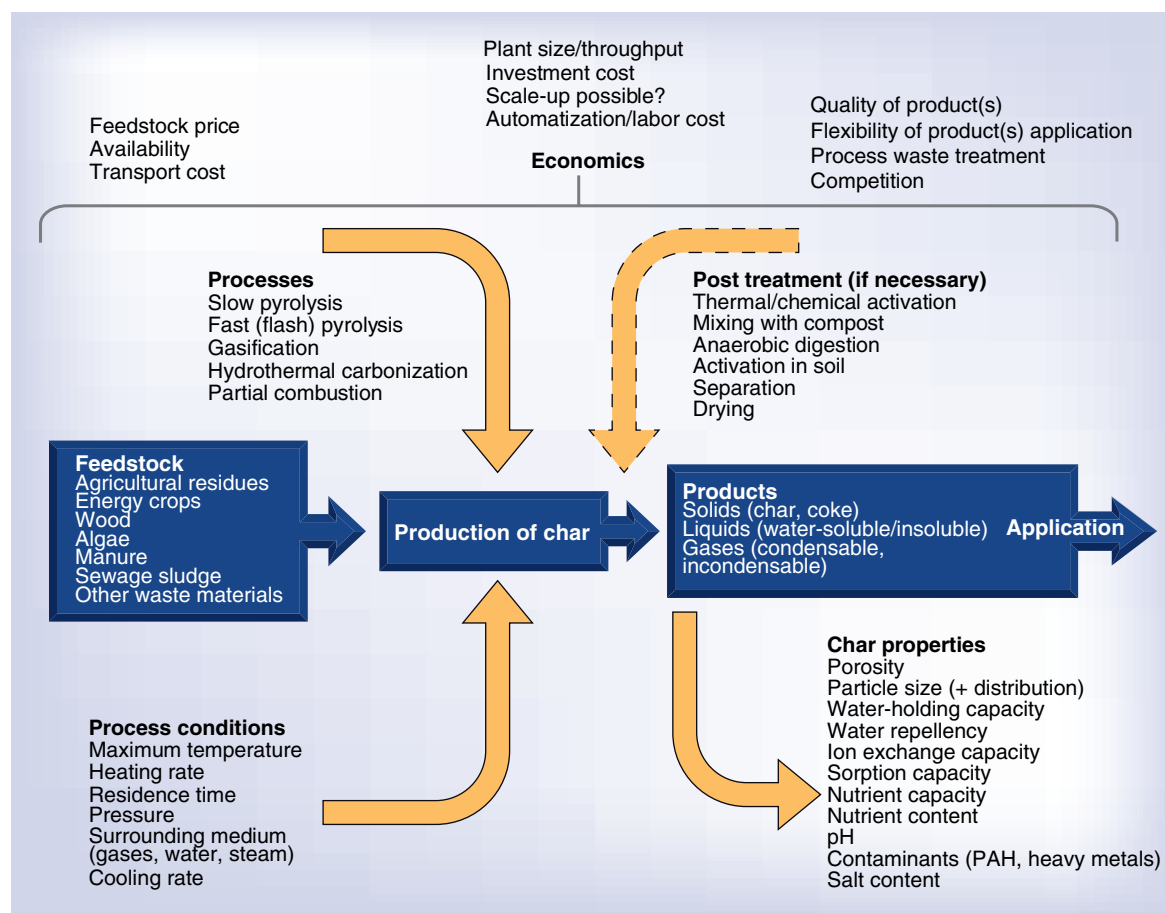 Plant size/throughput
Investment cost
Scale-up possible?
Automatization/labor cost
Feedstock price
Availability
Transport cost
Quality of product(s)
Flexibility of product(s) application
Process waste treatment
Competition
Economics
Processes
Slow pyrolysis
Fast (flash) pyrolysis
Gasification
Hydrothermal carbonization
Partial combustion
Post treatment (if necessary)
Thermal/chemical activation
Mixing with compost
Anaerobic digestion
Activation in soil
Separation
Drying
Feedstock
Agricultural residues
Energy crops
Wood
Algae
Manure
Sewage sludge
Other waste materials
Production of char
Products
Solids (char, coke)
Liquids (water-soluble/insoluble)
Gases (condensable,
incondensable)
Application
Process conditions
Maximum temperature
Heating rate
Residence time
Pressure
Surrounding medium
(gases, water, steam)
Cooling rate
Char properties
Porosity
Particle size (+ distribution)
Water-holding capacity
Water repellency
Ion exchange capacity
Sorption capacity
Nutrient capacity
Nutrient content
pH
Contaminants (PAH, heavy metals)
Salt content